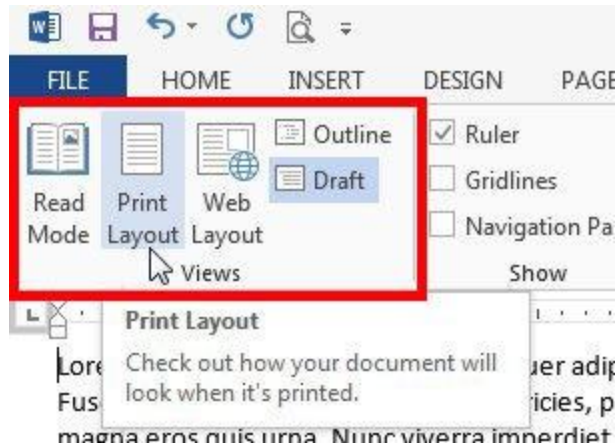 FILE HOME INSERT DESIGN PAGE
Outline Ruler
Draft Gridlines
Read Print Web
Mode Layout Layout Navigation Pa
Views Show
Print Layout
Check out how your document will
look when it's printed.
Lore uer adip
Fus ricies, p
magna eros quis urna. Nunc viverra imperdiet